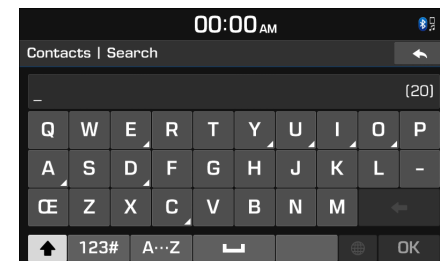 00:00 AM
Contacts | Search
_ (20)
Q W E R T Y U I O P
A S D F G H J K L -
Œ Z X C V B N M
123# A···Z OK